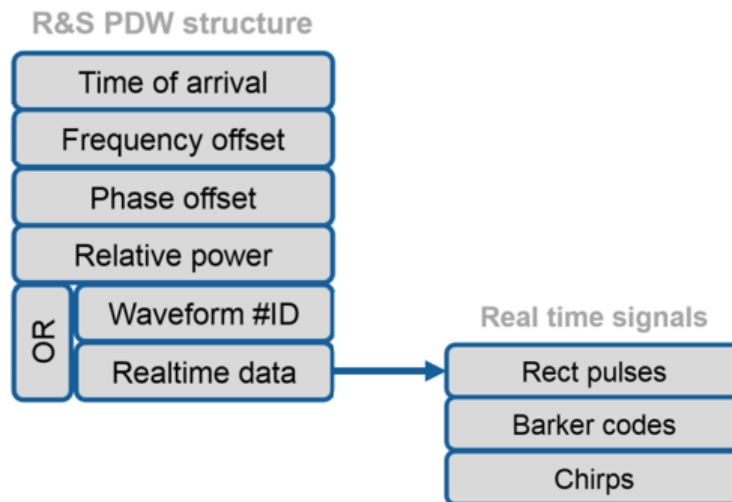 R&S PDW structure
Time of arrival
Frequency offset
Phase offset
Relative power
OR
Waveform #ID
Realtime data
Real time signals
Rect pulses
Barker codes
Chirps